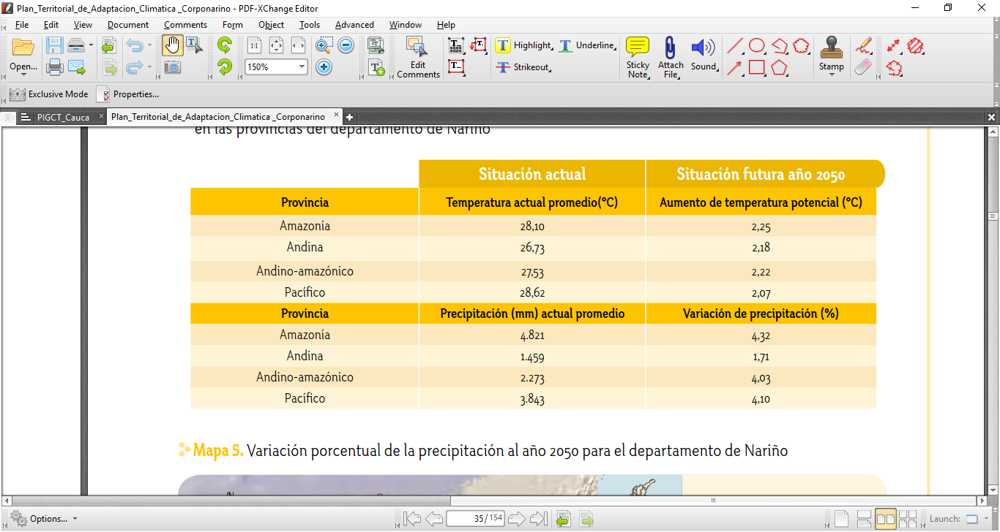 Plan_Territorial_de_Adaptacion_Climatica _Corponarino - PDF-XChange Editor
File Edit View Document Comments Form Object Tools Advanced Window Help
Open...
1:1
150%
Edit Comments
Highlight
Underline
Strikeout
Sticky Note
Attach File
Sound
Stamp
Exclusive Mode Properties...
PIGCT_Cauca Plan_Territorial_de_Adaptacion_Climatica _Corponarino
en las provincias del departamento de Nariño
Situación actual Situación futura año 2050
Provincia Temperatura actual promedio(°C) Aumento de temperatura potencial (°C)
Amazonía 28,10 2,25
Andina 26,73 2,18
Andino-amazónico 27,53 2,22
Pacífico 28,62 2,07
Provincia Precipitación (mm) actual promedio Variación de precipitación (%)
Amazonía 4.821 4,32
Andina 1.459 1,71
Andino-amazónico 2.273 4,03
Pacífico 3.843 4,10
Mapa 5. Variación porcentual de la precipitación al año 2050 para el departamento de Nariño
Options... 35 / 154 Launch: